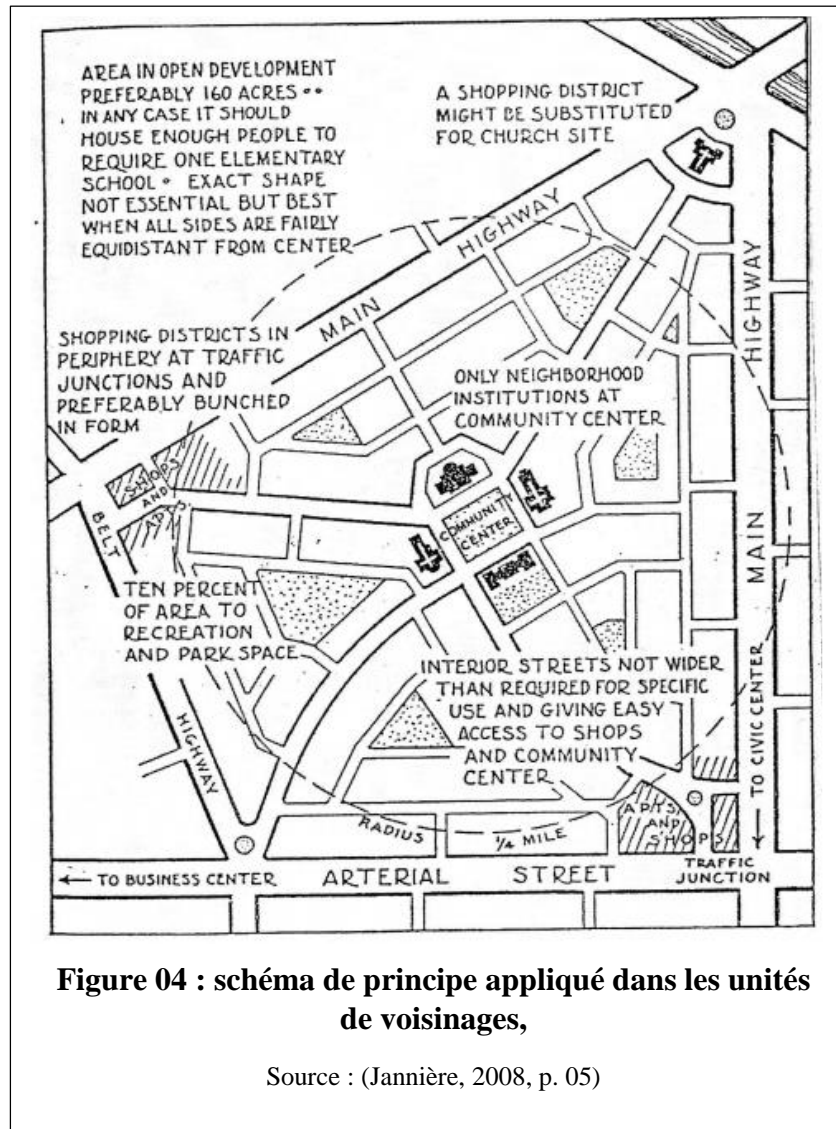 AREA IN OPEN DEVELOPMENT
PREFERABLY 160 ACRES • •
IN ANY CASE IT SHOULD
HOUSE ENOUGH PEOPLE TO
REQUIRE ONE ELEMENTARY
SCHOOL • EXACT SHAPE
NOT ESSENTIAL BUT BEST
WHEN ALL SIDES ARE FAIRLY
EQUIDISTANT FROM CENTER
A SHOPPING DISTRICT
MIGHT BE SUBSTITUTED
FOR CHURCH SITE
MAIN HIGHWAY
SHOPPING DISTRICTS IN
PERIPHERY AT TRAFFIC
JUNCTIONS AND
PREFERABLY BUNCHED
IN FORM
ONLY NEIGHBORHOOD
INSTITUTIONS AT
COMMUNITY CENTER
MAIN HIGHWAY
SHOPS
AND
APTS
COMMUNITY
CENTER
BELT HIGHWAY
TEN PERCENT
OF AREA TO
RECREATION
AND PARK SPACE
INTERIOR STREETS NOT WIDER
THAN REQUIRED FOR SPECIFIC
USE AND GIVING EASY
ACCESS TO SHOPS
AND COMMUNITY
CENTER
← TO CIVIC CENTER
APTS
AND
SHOPS
RADIUS 1/4 MILE
TRAFFIC
JUNCTION
← TO BUSINESS CENTER ARTERIAL STREET
Figure 04 : schéma de principe appliqué dans les unités
de voisinages,
Source : (Jannière, 2008, p. 05)